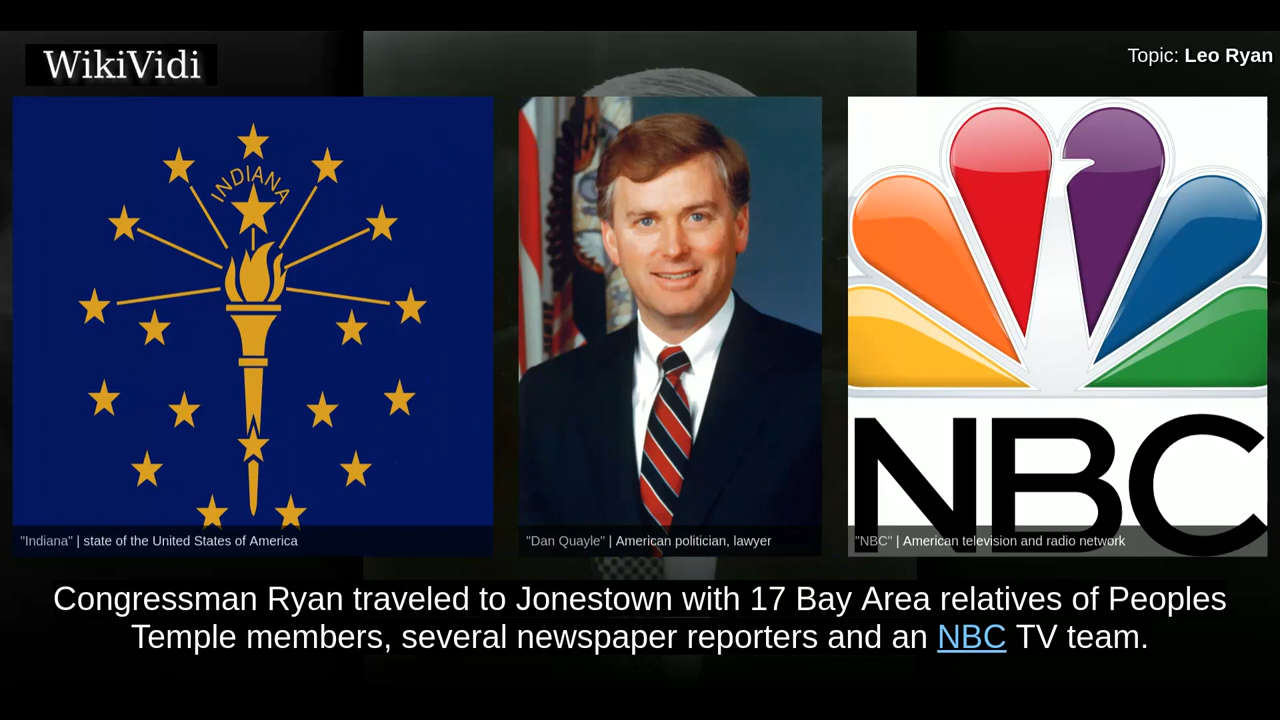 WikiVidi
Topic: Leo Ryan
INDIANA
NBC
"Indiana" | state of the United States of America
"Dan Quayle" | American politician, lawyer
"NBC" | American television and radio network
Congressman Ryan traveled to Jonestown with 17 Bay Area relatives of Peoples
Temple members, several newspaper reporters and an NBC TV team.